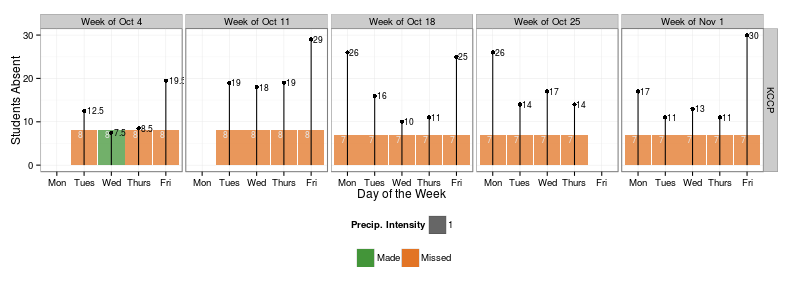 Week of Oct 4 Week of Oct 11 Week of Oct 18 Week of Oct 25 Week of Nov 1
Students Absent
KCCP
30
20
10
0
12.5 7.5 8.5 19.5
8 8 8 8
19 18 19 29
8 8 8 8
26 16 10 11 25
7 7 7 7 7
26 14 17 14
7 7 7 7
17 11 13 11 30
7 7 7 7 7
Mon Tues Wed Thurs Fri Mon Tues Wed Thurs Fri Mon Tues Wed Thurs Fri Mon Tues Wed Thurs Fri Mon Tues Wed Thurs Fri
Day of the Week
Precip. Intensity 1
Made Missed